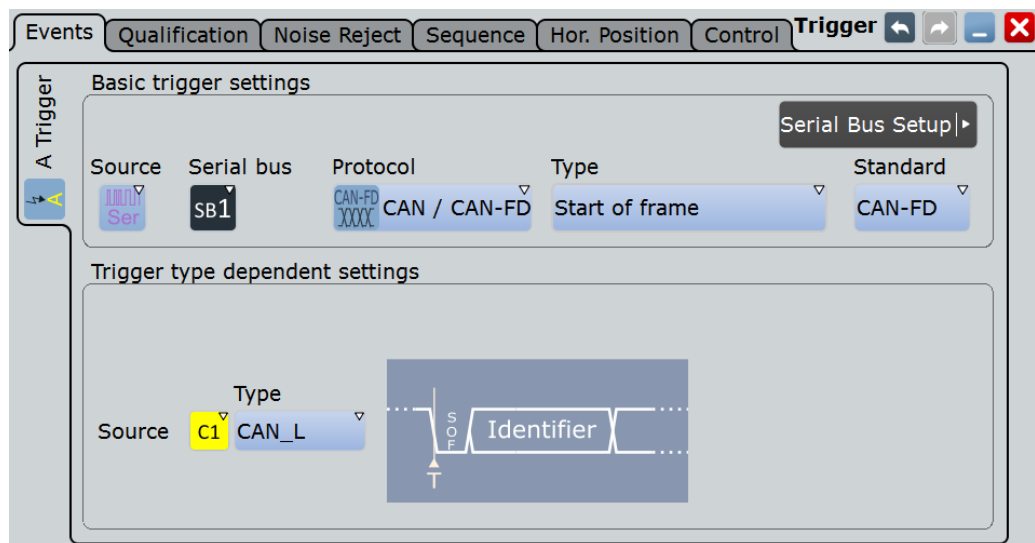 Events Qualification Noise Reject Sequence Hor. Position Control Trigger
A Trigger
A
Basic trigger settings
Serial Bus Setup
Source Serial bus Protocol Type Standard
Ser SB1 CAN-FD XXXX CAN / CAN-FD Start of frame CAN-FD
Trigger type dependent settings
Type
Source C1 CAN_L
SOF Identifier
T